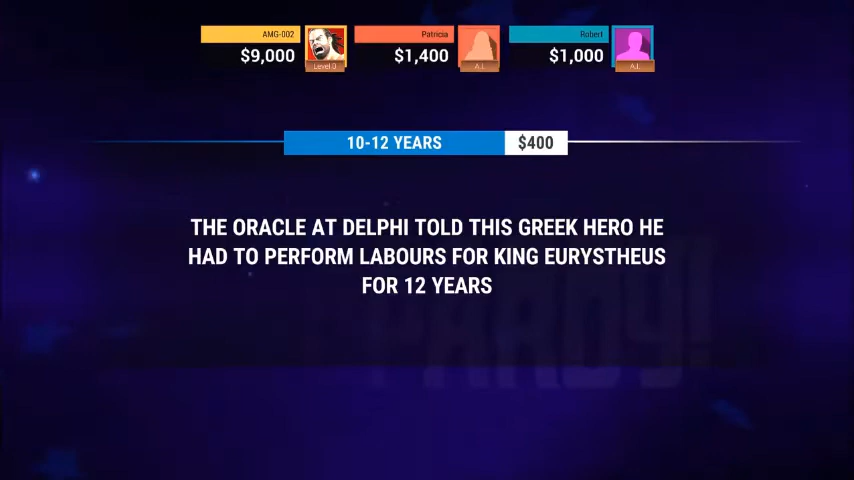 AMG-002
$9,000
Level 0
Patricia
$1,400
A.I.
Robert
$1,000
A.I.
10-12 YEARS $400
THE ORACLE AT DELPHI TOLD THIS GREEK HERO HE
HAD TO PERFORM LABOURS FOR KING EURYSTHEUS
FOR 12 YEARS